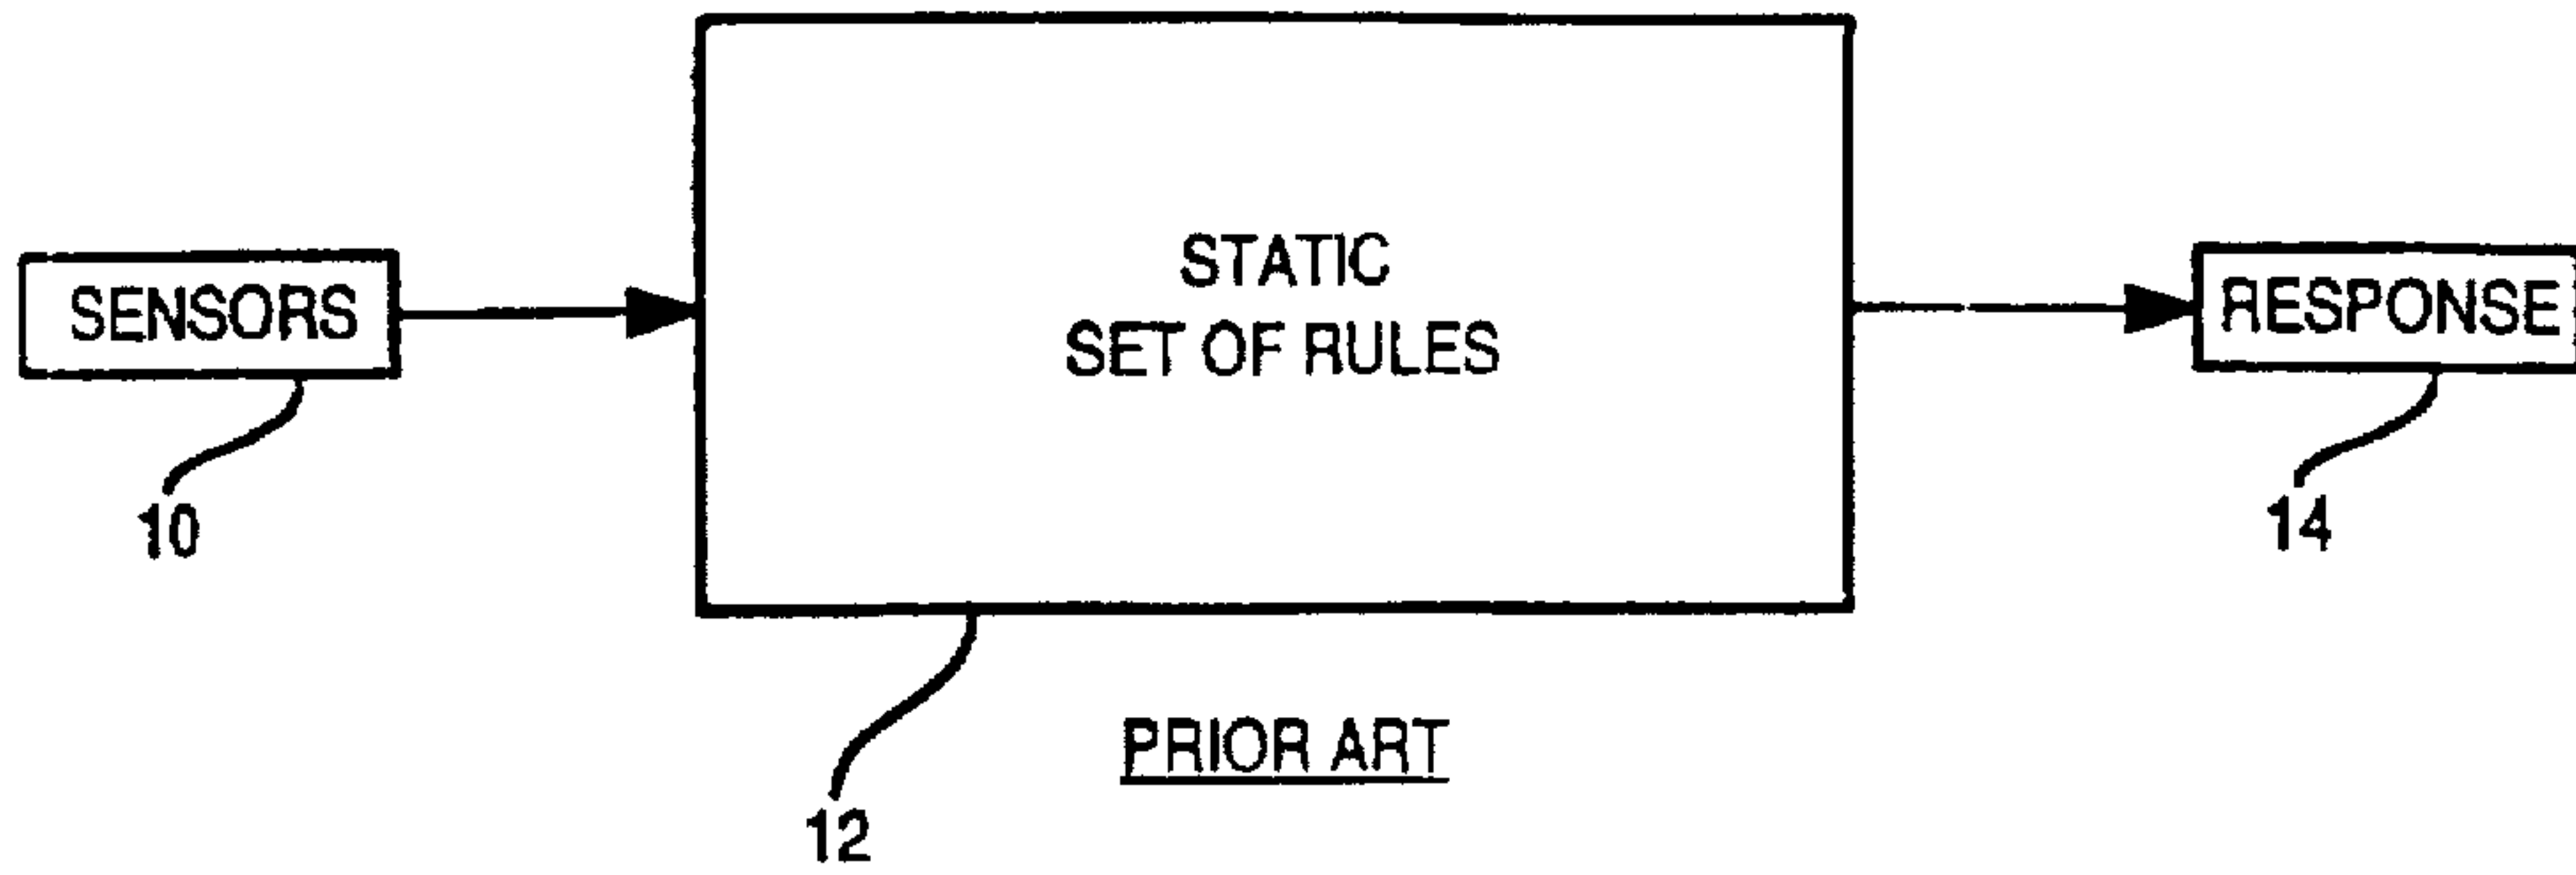 SENSORS
STATIC
SET OF RULES
RESPONSE
10
14
PRIOR ART
12